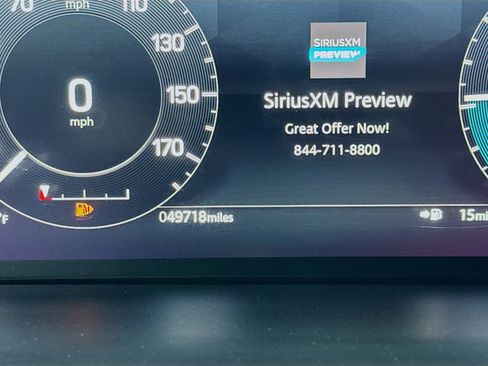 70
mph
110
130
150
170
0
mph
°F
049718miles
SIRIUSXM
PREVIEW
SiriusXM Preview
Great Offer Now!
844-711-8800
15mi